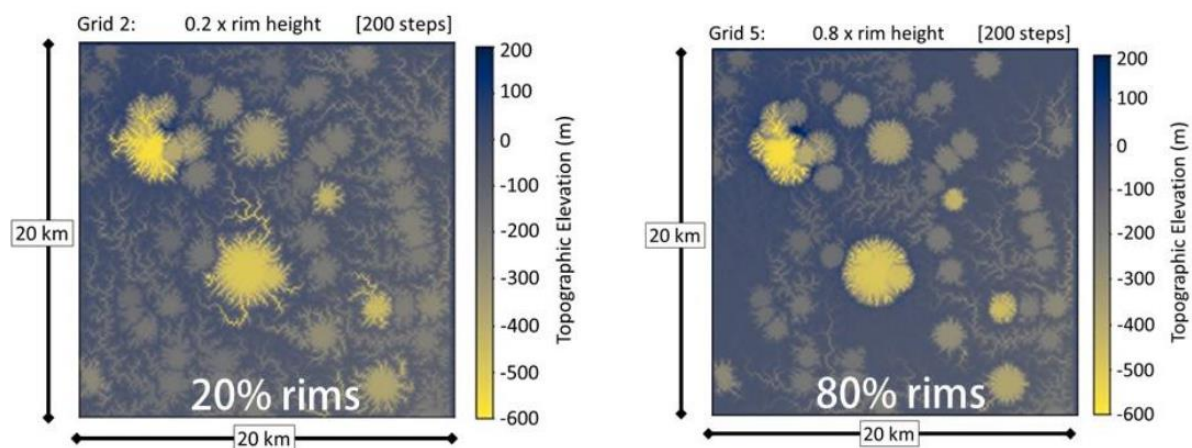 Grid 2: 0.2 x rim height [200 steps]
20 km
20% rims
20 km
200
100
0
-100
-200
-300
-400
-500
-600
Topographic Elevation (m)
Grid 5: 0.8 x rim height [200 steps]
20 km
80% rims
20 km
200
100
0
-100
-200
-300
-400
-500
-600
Topographic Elevation (m)